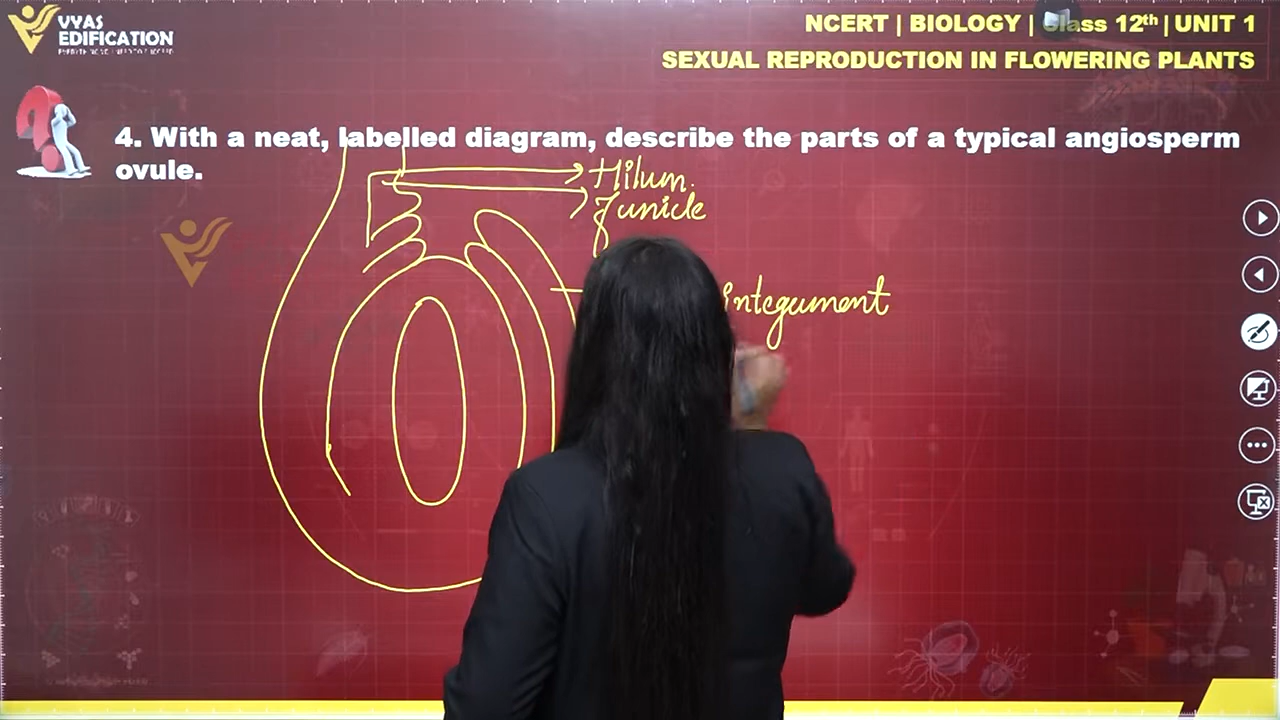 VYAS
EDIFICATION
NCERT | BIOLOGY | Class 12th | UNIT 1
SEXUAL REPRODUCTION IN FLOWERING PLANTS
4. With a neat, labelled diagram, describe the parts of a typical angiosperm
ovule.
Hilum.
Funicle
integument